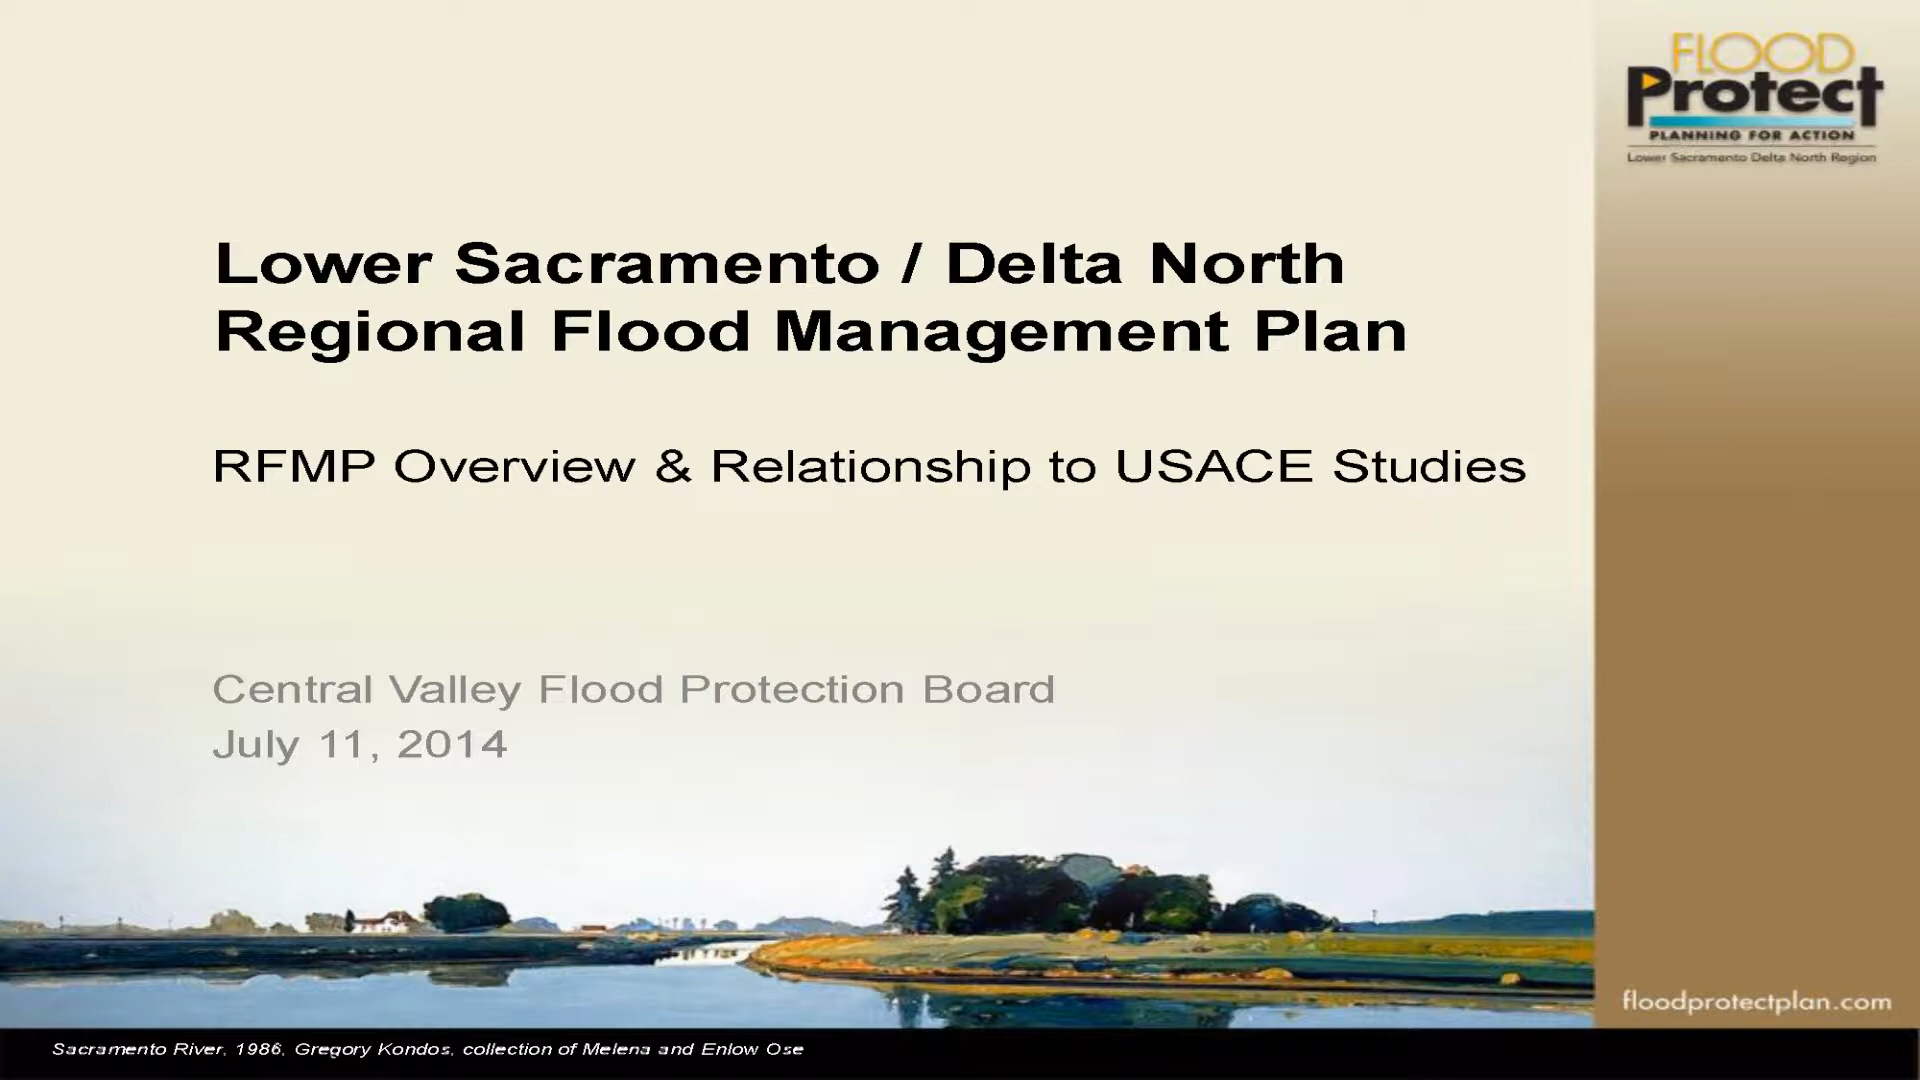 FLOOD
Protect
PLANNING FOR ACTION
Lower Sacramento Delta North Region
Lower Sacramento / Delta North
Regional Flood Management Plan
RFMP Overview & Relationship to USACE Studies
Central Valley Flood Protection Board
July 11, 2014
floodprotectplan.com
Sacramento River, 1986, Gregory Kondos, collection of Melena and Enlow Ose